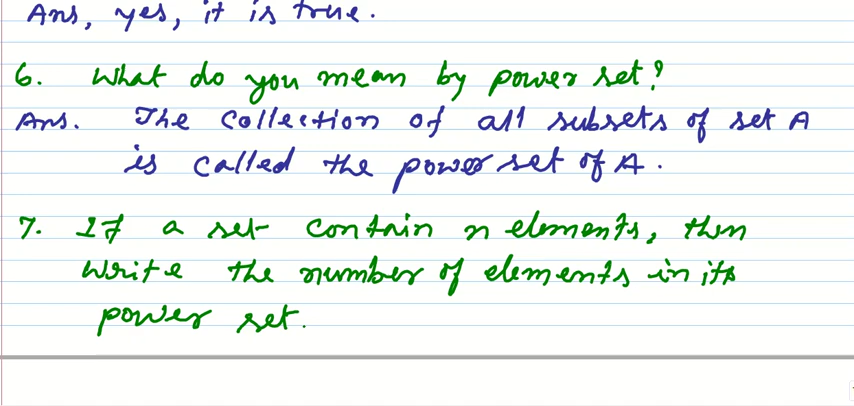 Ans, yes, it is true.
6. What do you mean by power set?
Ans. The collection of all subsets of set A
is called the power set of A.
7. If a set contain n elements, then
write the number of elements in its
power set.